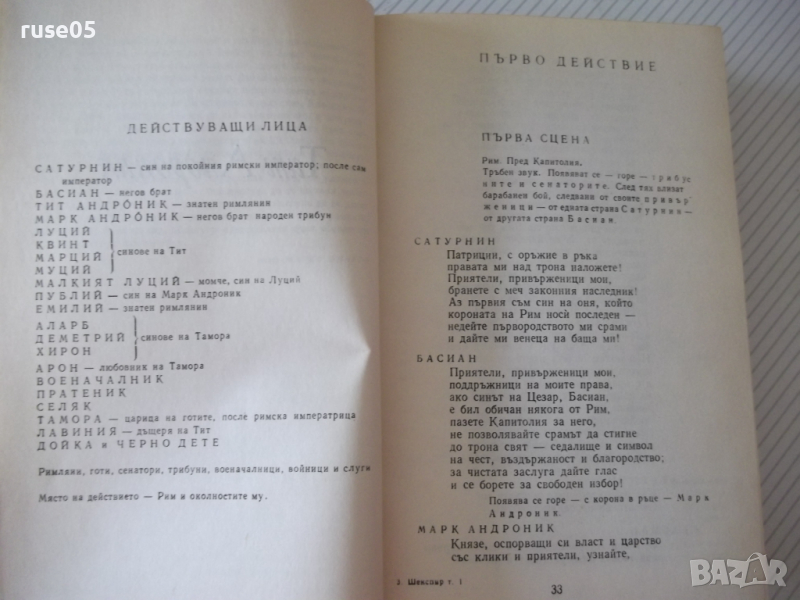 ruse05
ДЕЙСТВУВАЩИ ЛИЦА
САТУРНИН — син на покойния римски император; после сам
император
БАСИАН — негов брат
ТИТ АНДРО́НИК — знатен римлянин
МАРК АНДРО́НИК — негов брат народен трибун
ЛУЦИЙ
КВИНТ
МАРЦИЙ
МУЦИЙ
синове на Тит
МАЛКИЯТ ЛУЦИЙ — момче, син на Луций
ПУБЛИЙ — син на Марк Андроник
ЕМИЛИЙ — знатен римлянин
АЛАРБ
ДЕМЕТРИЙ
ХИРОН
синове на Тамора
АРОН — любовник на Тамора
ВОЕНАЧАЛНИК
ПРАТЕНИК
СЕЛЯК
ТАМОРА — царица на готите, после римска императрица
ЛАВИНИЯ — дъщеря на Тит
ДОЙКА и ЧЕРНО ДЕТЕ
Римляни, готи, сенатори, трибуни, военачалници, войници и слуги
Място на действието — Рим и околностите му.
ПЪРВО ДЕЙСТВИЕ
ПЪРВА СЦЕНА
Рим. Пред Капитолия.
Тръбен звук. Появяват се — горе — трибу
ните и сенаторите. След тях влизат
барабанен бой, следвани от своите привър
женици — от едната страна Сатурнин —
от другата страна Басиан.
САТУРНИН
Патриции, с оръжие в ръка
правата ми над трона наложете!
Приятели, привърженици мои,
бранете с меч законния наследник!
Аз първия съм син на оня, който
короната на Рим носи́ последен —
недейте първородството ми срами
и дайте ми венеца на баща ми!
БАСИАН
Приятели, привърженици мои,
поддръжници на моите права,
ако синът на Цезар, Басиан,
е бил обичан някога от Рим,
пазете Капитолия за него,
не позволявайте срамът да стигне
до трона свят — седалище и символ
на чест, въздържаност и благородство;
за чистата заслуга дайте глас
и се борете за свободен избор!
Появява се горе — с корона в ръце — Марк
Андроник.
МАРК АНДРОНИК
Князе, оспорващи си власт и царство
със клики и приятели, узнайте,
3. Шекспир т. I
33
BAZAR.bg